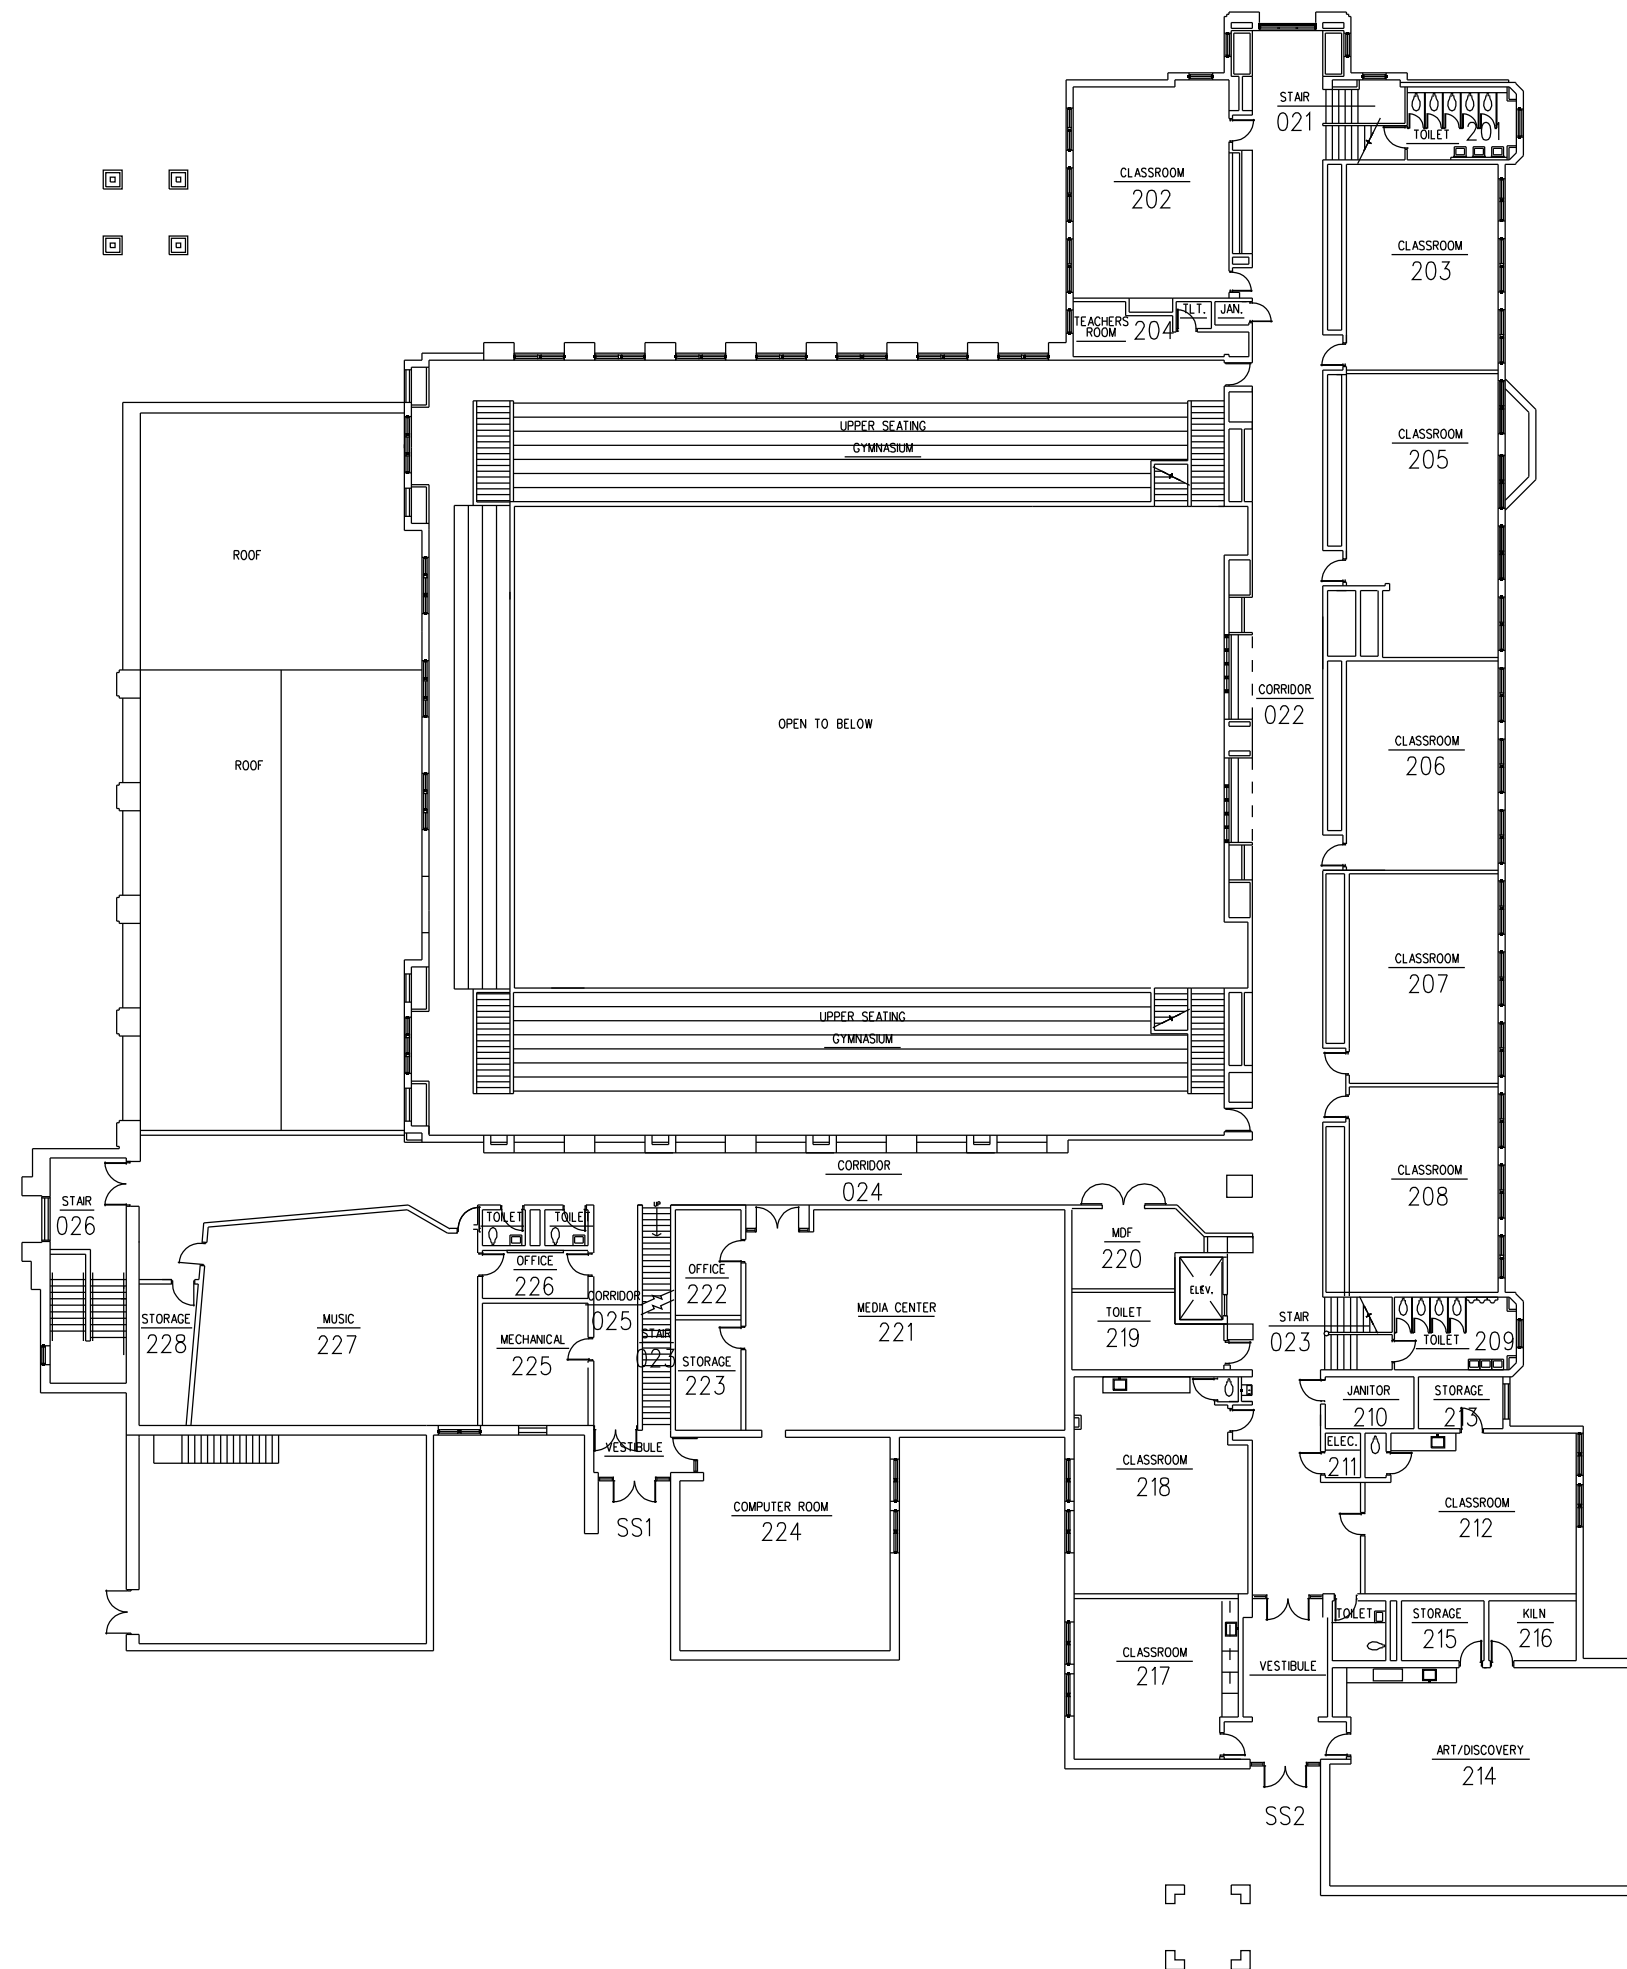 STAIR
021
TOILET 201
CLASSROOM
202
CLASSROOM
203
TEACHERS
ROOM
204
TLT.
JAN.
UPPER SEATING
GYMNASIUM
CLASSROOM
205
ROOF
OPEN TO BELOW
CORRIDOR
022
CLASSROOM
206
ROOF
CLASSROOM
207
UPPER SEATING
GYMNASIUM
CORRIDOR
024
CLASSROOM
208
STAIR
026
TOILET
TOILET
UP
MDF
220
OFFICE
226
OFFICE
222
ELEV.
CORRIDOR
025
MEDIA CENTER
221
STORAGE
228
MUSIC
227
MECHANICAL
225
STAIR
023
STORAGE
223
TOILET
219
STAIR
023
TOILET 209
JANITOR
210
STORAGE
213
ELEC.
211
VESTIBULE
CLASSROOM
218
COMPUTER ROOM
224
SS1
CLASSROOM
212
TOILET
STORAGE
215
KILN
216
CLASSROOM
217
VESTIBULE
ART/DISCOVERY
214
SS2